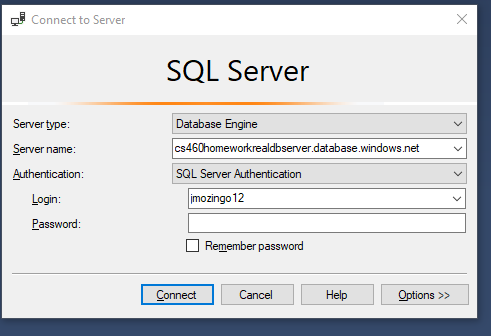 Connect to Server
SQL Server
Server type: Database Engine
Server name: cs460homeworkrealdbserver.database.windows.net
Authentication: SQL Server Authentication
Login: jmozingo12
Password:
Remember password
Connect Cancel Help Options >>